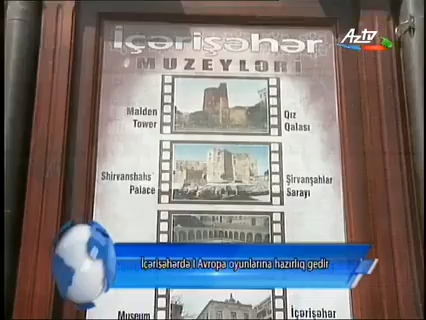 AzTV
İçərişəhər
MUZEYLƏRİ
Maiden
Tower
Qız
Qalası
Shirvanshahs'
Palace
Şirvanşahlar
Sarayı
İçərişəhərdə I Avropa oyunlarına hazırlıq gedir
Museum
İçərişəhər